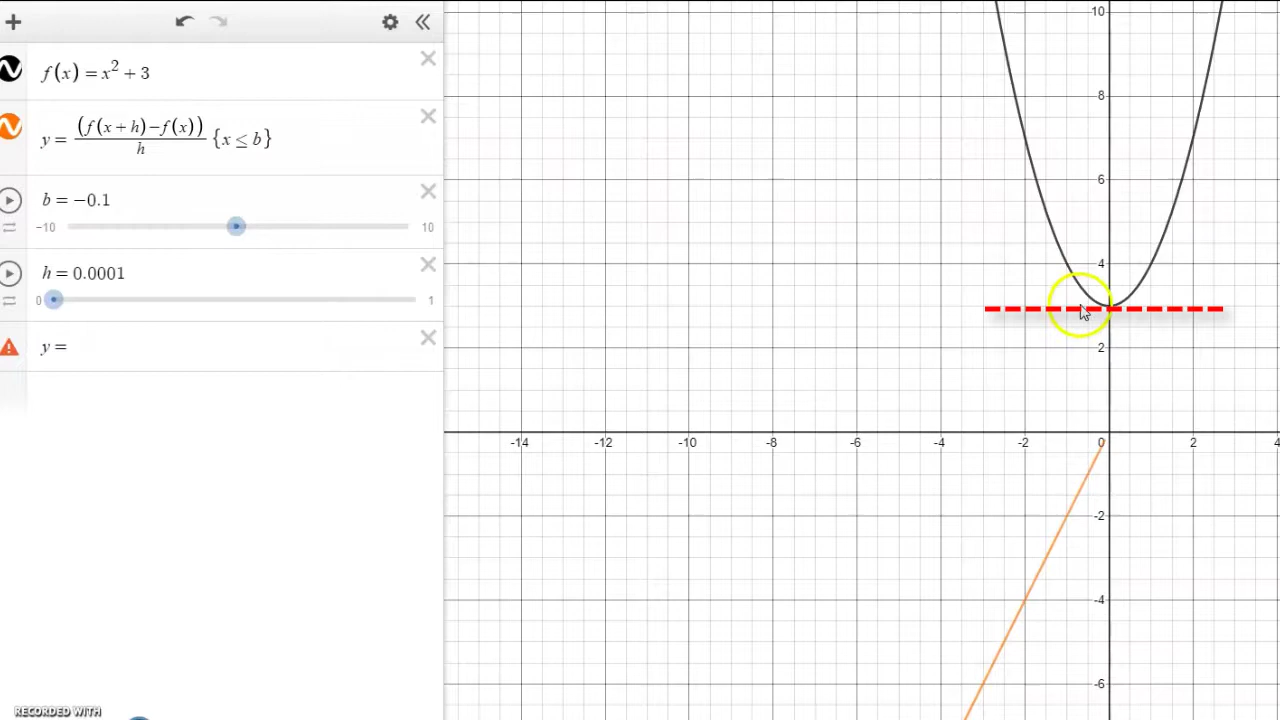 f(x) = x² + 3
y = (f(x + h) − f(x)) / h {x ≤ b}
b = −0.1
−10 10
h = 0.0001
0 1
y =
10
8
6
4
2
-14 -12 -10 -8 -6 -4 -2 0 2 4
-2
-4
-6
RECORDED WITH